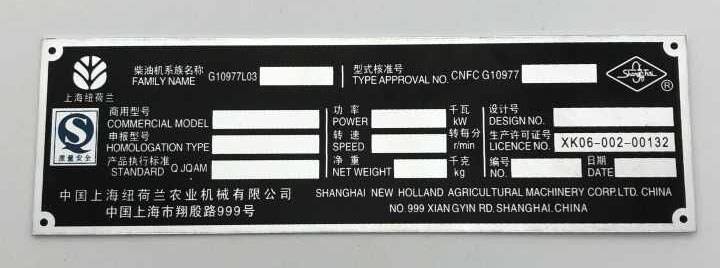 上海纽荷兰
柴油机系族名称
FAMILY NAME G10977L03
型式核准号
TYPE APPROVAL NO. CNFC G10977
®
质量安全
商用型号
COMMERCIAL MODEL
申报型号
HOMOLOGATION TYPE
产品执行标准
STANDARD Q JQAM
功率 千瓦
POWER kW
转速 转每分
SPEED r/min
净重 千克
NET WEIGHT kg
设计号
DESIGN NO.
生产许可证号
LICENCE NO. XK06-002-00132
编号 日期
NO. DATE
中国上海纽荷兰农业机械有限公司
中国上海市翔殷路999号
SHANGHAI NEW HOLLAND AGRICULTURAL MACHINERY CORP.LTD. CHINA
NO.999 XIANGYIN RD.SHANGHAI.CHINA